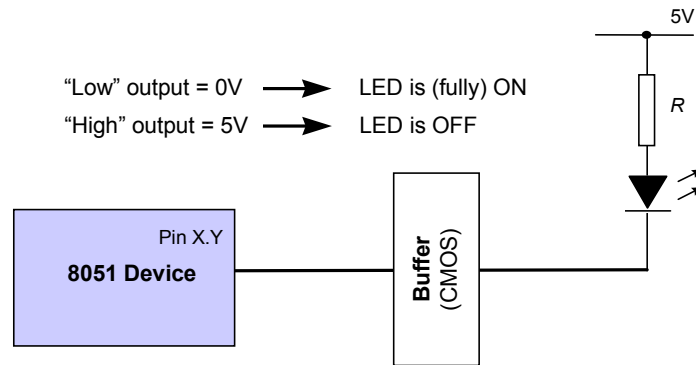 5V
“Low” output = 0V LED is (fully) ON
“High” output = 5V LED is OFF
R
Pin X.Y
8051 Device
Buffer
(CMOS)